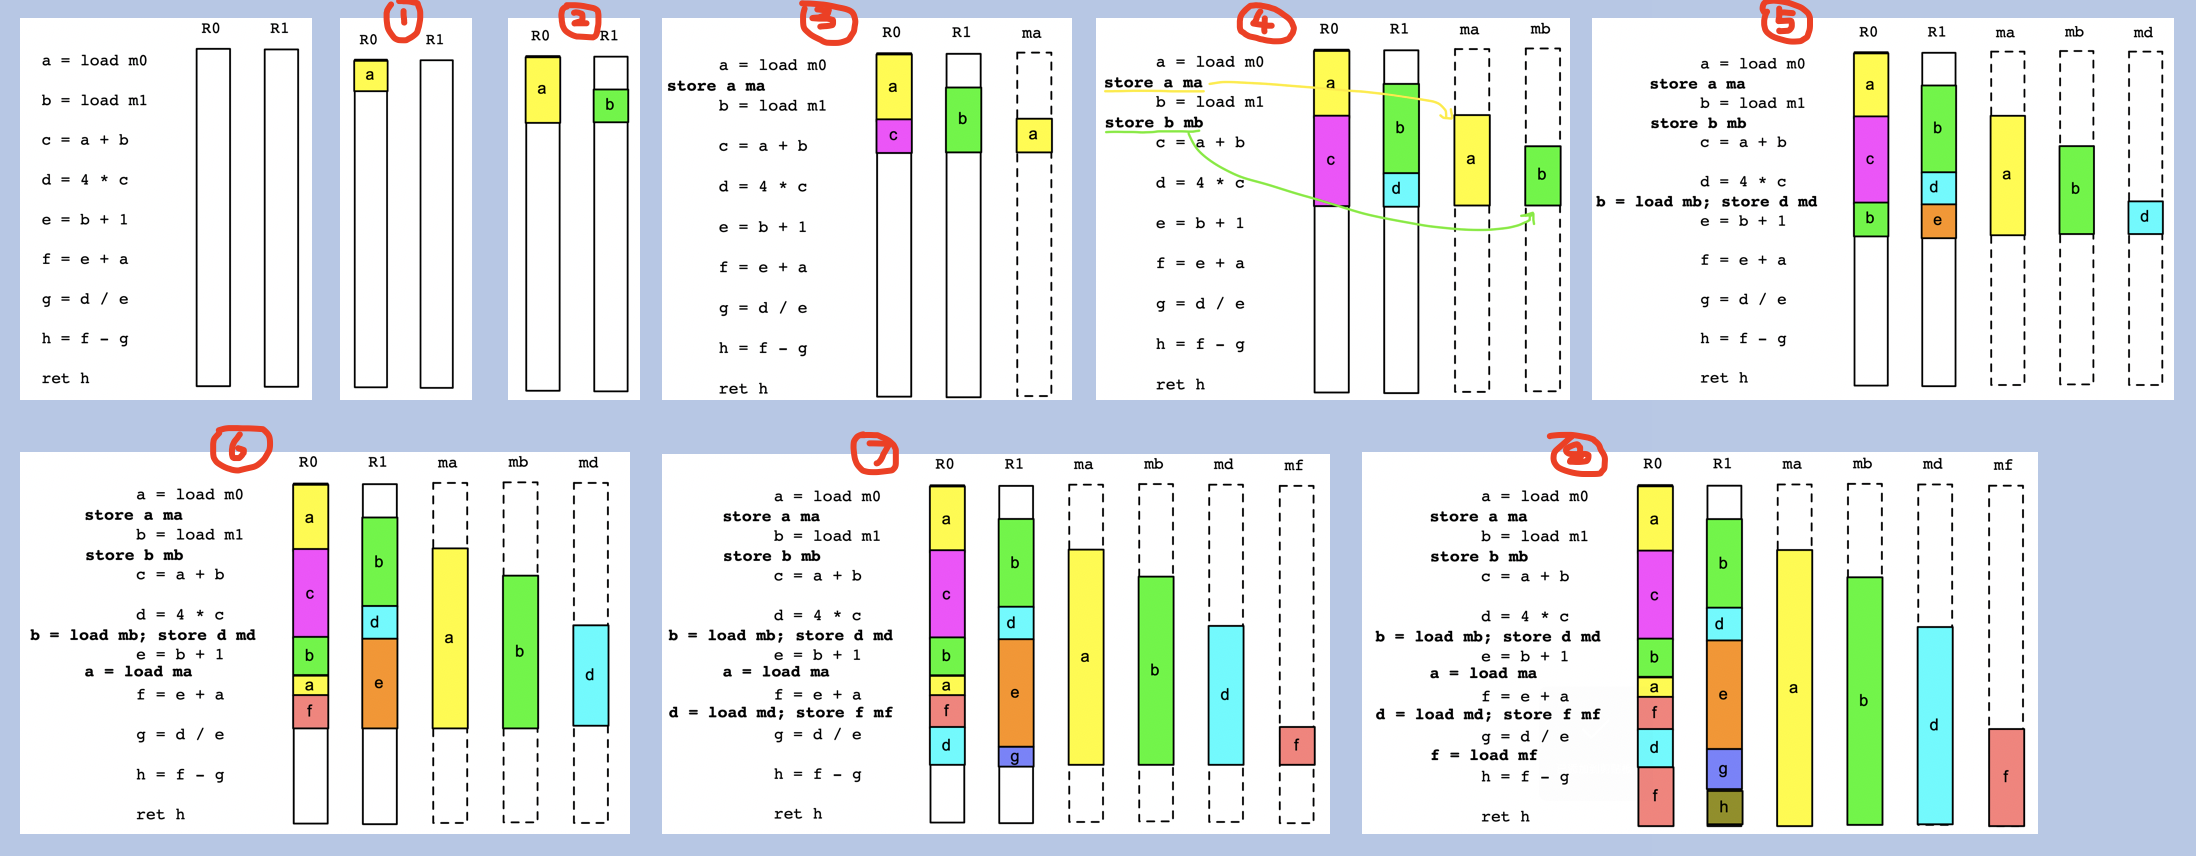 R0 R1
a = load m0
b = load m1
c = a + b
d = 4 * c
e = b + 1
f = e + a
g = d / e
h = f - g
ret h
1
R0 R1
a
2
R0 R1
a
b
3
R0 R1 ma
a = load m0
store a ma
b = load m1
c = a + b
d = 4 * c
e = b + 1
f = e + a
g = d / e
h = f - g
ret h
a
b
c a
4
R0 R1 ma mb
a = load m0
store a ma
b = load m1
store b mb
c = a + b
d = 4 * c
e = b + 1
f = e + a
g = d / e
h = f - g
ret h
a
b
c a
b
d
5
R0 R1 ma mb md
a = load m0
store a ma
b = load m1
store b mb
c = a + b
d = 4 * c
b = load mb; store d md
e = b + 1
f = e + a
g = d / e
h = f - g
ret h
a
b
c
a
d b
b e d
6
R0 R1 ma mb md
a = load m0
store a ma
b = load m1
store b mb
c = a + b
d = 4 * c
b = load mb; store d md
e = b + 1
a = load ma
f = e + a
g = d / e
h = f - g
ret h
a
b
c
d
a
b b
d
a e
f
7
R0 R1 ma mb md mf
a = load m0
store a ma
b = load m1
store b mb
c = a + b
d = 4 * c
b = load mb; store d md
e = b + 1
a = load ma
f = e + a
d = load md; store f mf
g = d / e
h = f - g
ret h
a
b
c
d
b a
b
a e d
f
d f
g
8
R0 R1 ma mb md mf
a = load m0
store a ma
b = load m1
store b mb
c = a + b
d = 4 * c
b = load mb; store d md
e = b + 1
a = load ma
f = e + a
d = load md; store f mf
g = d / e
f = load mf
h = f - g
ret h
a
b
c
d
b
a e a
b
f d
d
g f
f h